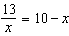 13/x = 10 − x